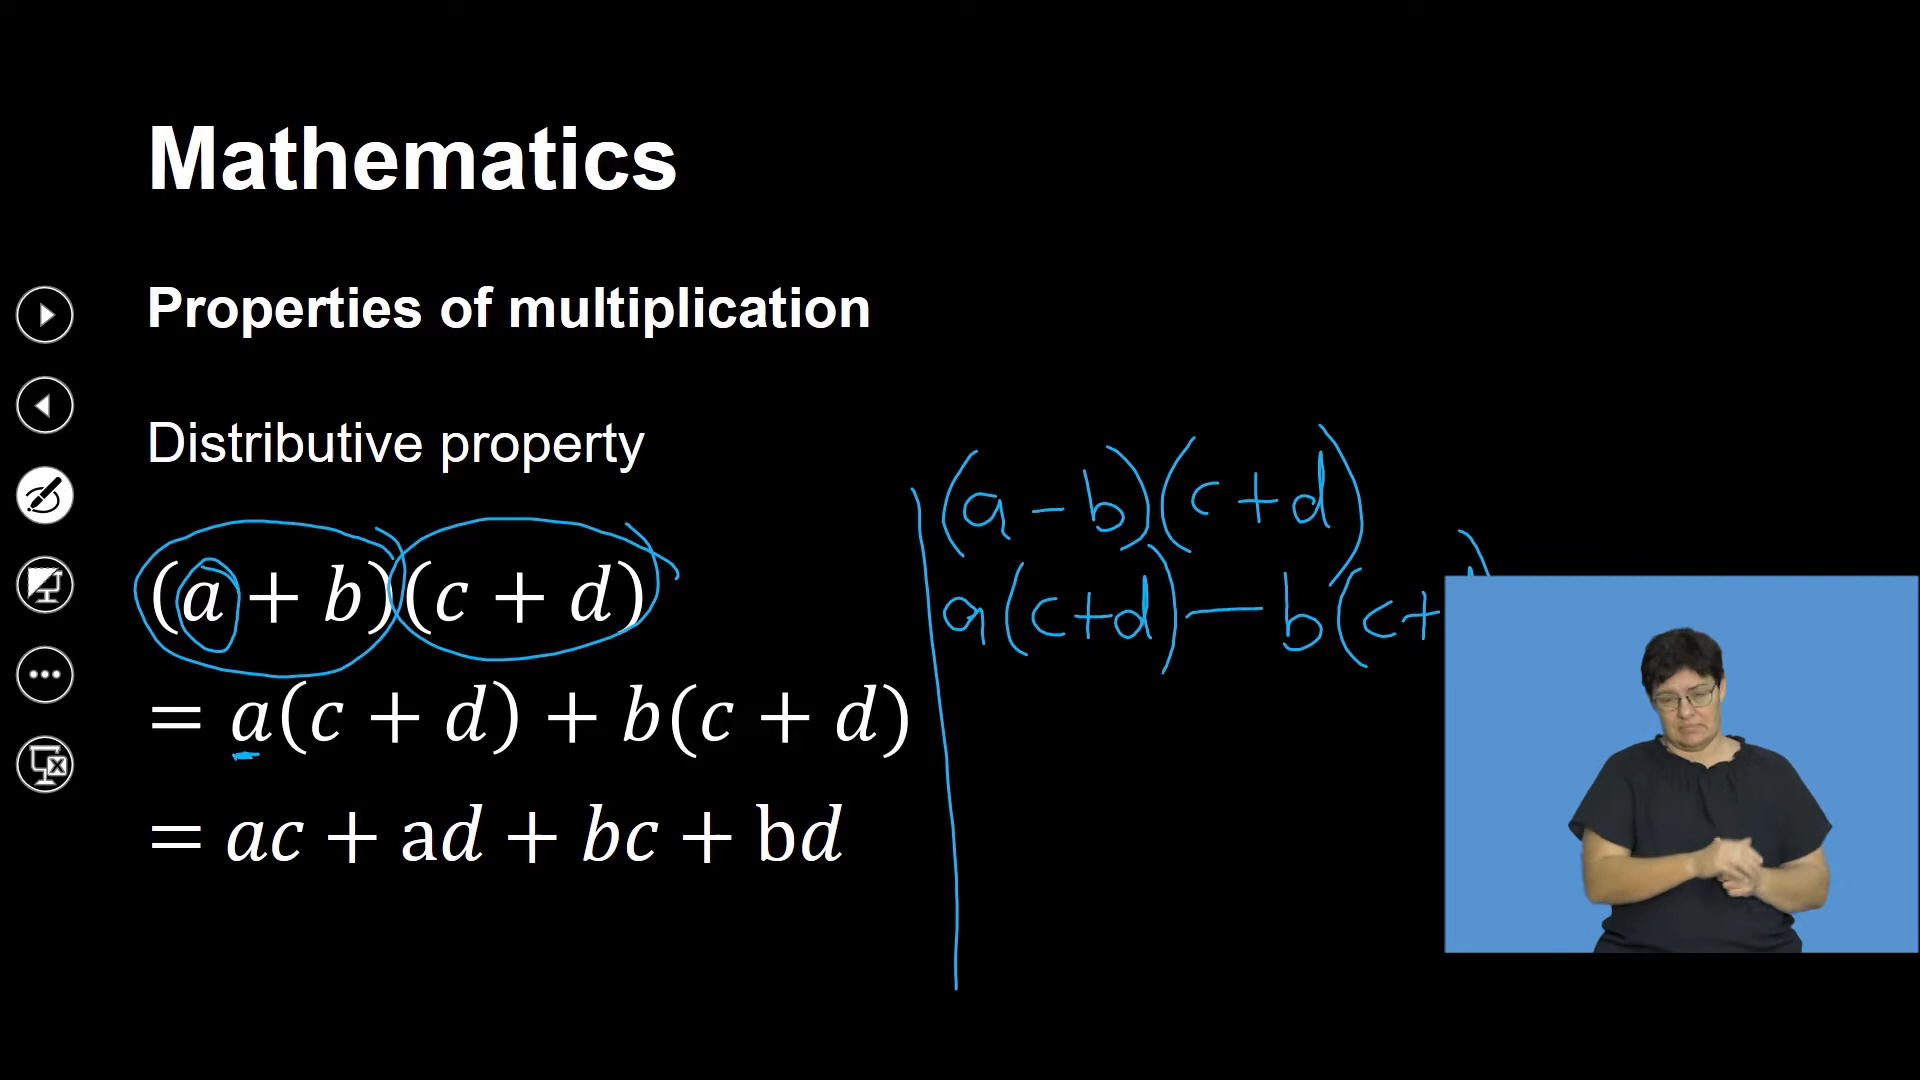 Mathematics
Properties of multiplication
Distributive property
(a + b)(c + d)
= a(c + d) + b(c + d)
= ac + ad + bc + bd
(a - b)(c + d)
a(c+d) — b(c+